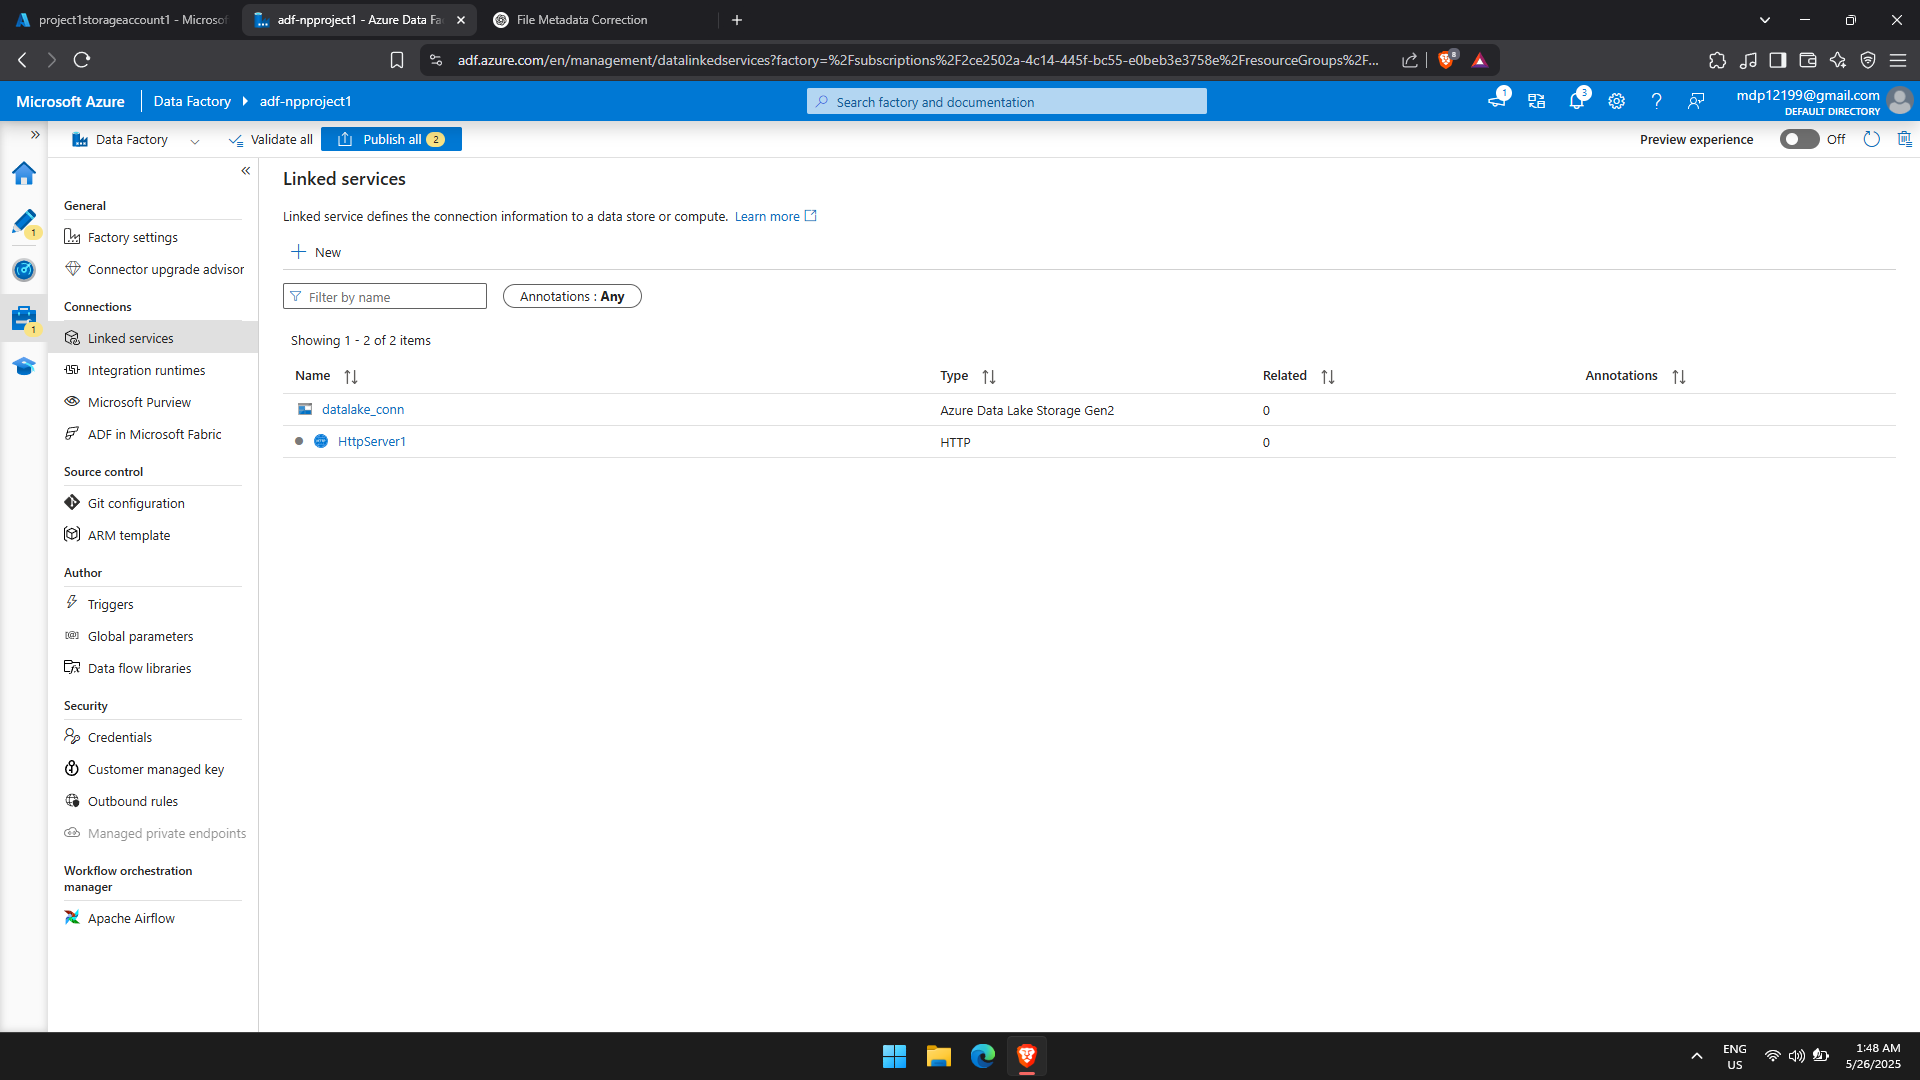 project1storageaccount1 - Microsof
adf-npproject1 - Azure Data Fa
File Metadata Correction
adf.azure.com/en/management/datalinkedservices?factory=%2Fsubscriptions%2F2ce2502a-4c14-445f-bc55-e0beb3e3758e%2FresourceGroups%2F...
8
Microsoft Azure
Data Factory
adf-npproject1
Search factory and documentation
1
3
mdp12199@gmail.com
DEFAULT DIRECTORY
Data Factory
Validate all
Publish all 2
Preview experience
Off
1
1
General
Factory settings
Connector upgrade advisor
Connections
Linked services
Integration runtimes
Microsoft Purview
ADF in Microsoft Fabric
Source control
Git configuration
ARM template
Author
Triggers
Global parameters
Data flow libraries
Security
Credentials
Customer managed key
Outbound rules
Managed private endpoints
Workflow orchestration
manager
Apache Airflow
Linked services
Linked service defines the connection information to a data store or compute. Learn more
New
Filter by name
Annotations : Any
Showing 1 - 2 of 2 items
Name Type Related Annotations
datalake_conn Azure Data Lake Storage Gen2 0
HttpServer1 HTTP 0
ENG
US
1:48 AM
5/26/2025